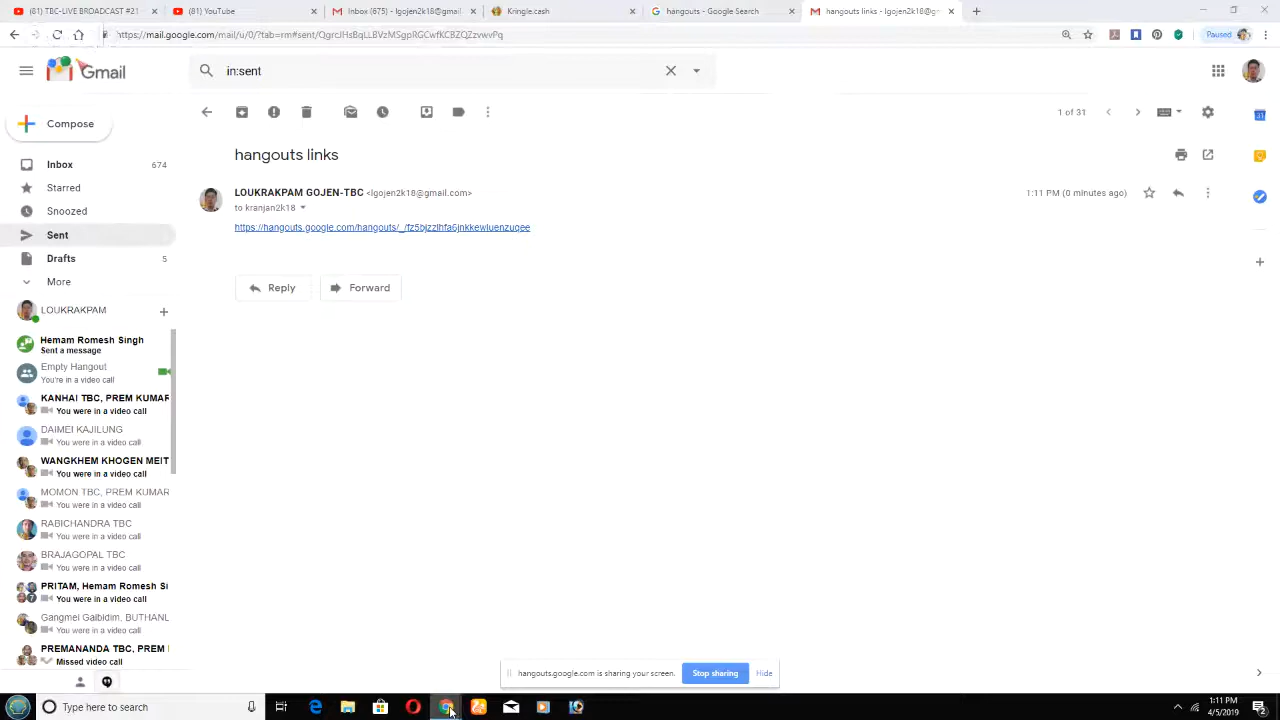 (81) TBC-LIVE BROADCAST #21
(81) YouTube
Inbox (675) - lgojen2k18@gmail.c
Kringle.cash
hangouts - Google Search
hangouts links - lgojen2k18@g
https://mail.google.com/mail/u/0/?tab=rm#sent/QgrcJHsBqLLBVzMSgpRGCwfKCBZQZzvwvPq
Paused
Gmail
in:sent
Compose
1 of 31
hangouts links
Inbox 674
LOUKRAKPAM GOJEN-TBC <lgojen2k18@gmail.com>
1:11 PM (0 minutes ago)
to kranjan2k18
https://hangouts.google.com/hangouts/_/fz5bjzzlhfa6jnkkewiuenzuqee
Starred
Snoozed
Sent
Drafts 5
More
Reply
Forward
LOUKRAKPAM
Hemam Romesh Singh
Sent a message
Empty Hangout
You're in a video call
KANHAI TBC, PREM KUMAR
You were in a video call
DAIMEI KAJILUNG
You were in a video call
WANGKHEM KHOGEN MEIT
You were in a video call
MOMON TBC, PREM KUMAR
You were in a video call
RABICHANDRA TBC
You were in a video call
BRAJAGOPAL TBC
You were in a video call
PRITAM, Hemam Romesh Si
You were in a video call
Gangmei Gaibidim, BUTHANL
You were in a video call
PREMANANDA TBC, PREM
Missed video call
hangouts.google.com is sharing your screen.
Stop sharing
Hide
Type here to search
1:11 PM
4/5/2019